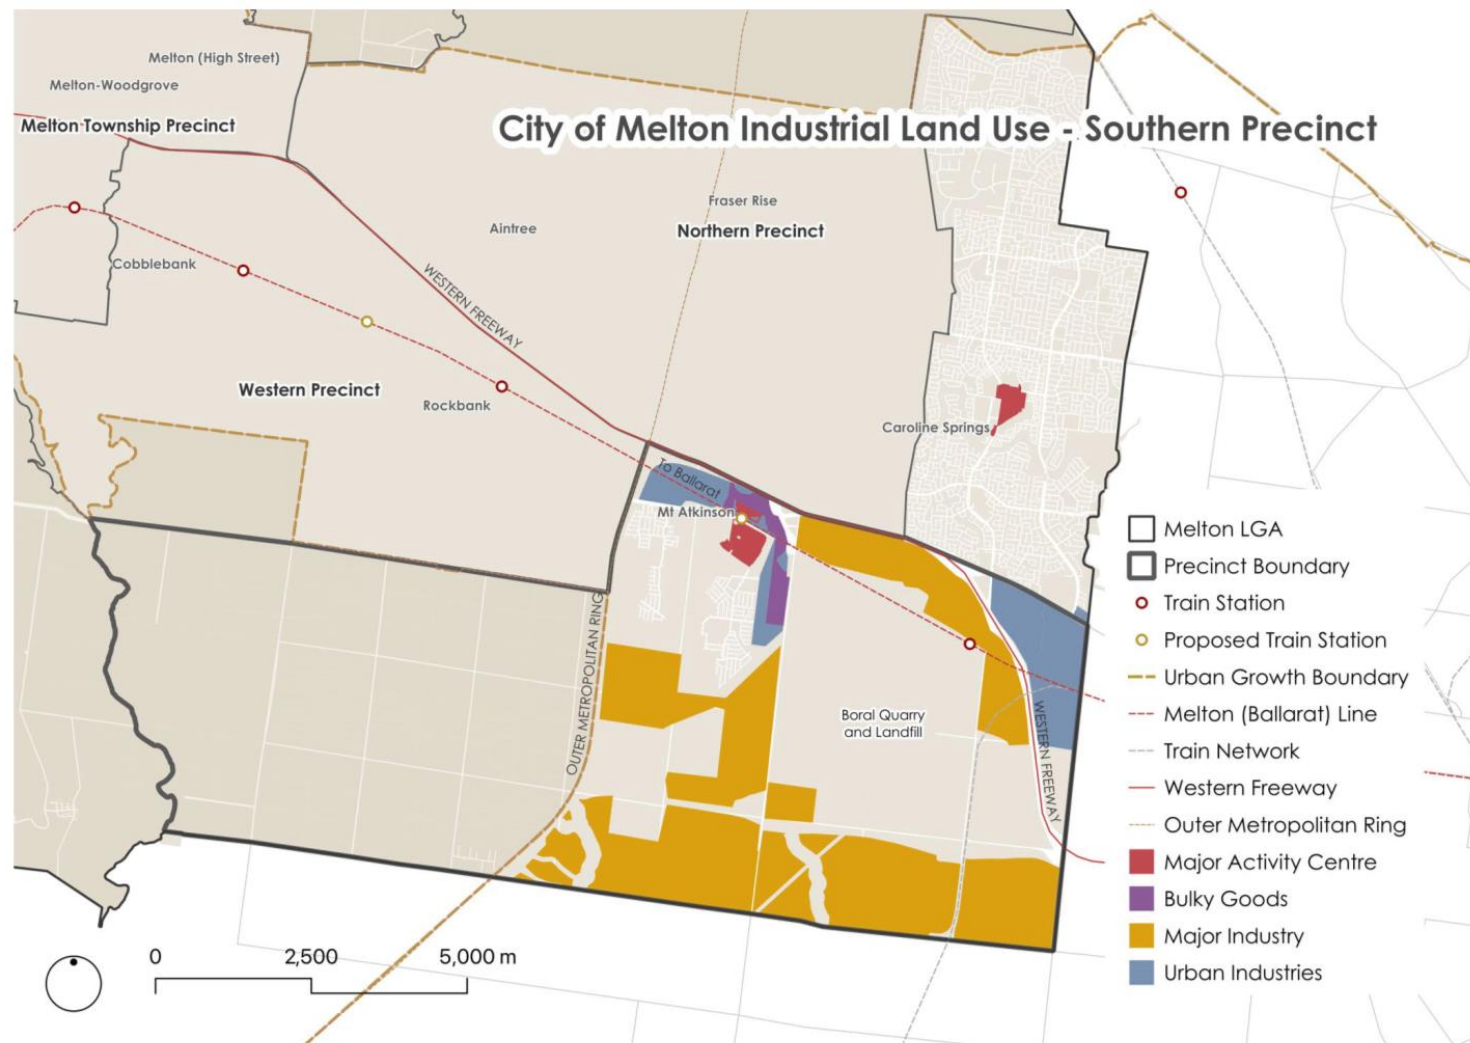 Melton (High Street)
Melton-Woodgrove
Melton Township Precinct
City of Melton Industrial Land Use - Southern Precinct
Fraser Rise
Aintree
Northern Precinct
Cobblebank
WESTERN FREEWAY
Western Precinct
Rockbank
Caroline Springs
To Ballarat
Mt Atkinson
OUTER METROPOLITAN RING
Boral Quarry
and Landfill
WESTERN FREEWAY
Melton LGA
Precinct Boundary
Train Station
Proposed Train Station
Urban Growth Boundary
Melton (Ballarat) Line
Train Network
Western Freeway
Outer Metropolitan Ring
Major Activity Centre
Bulky Goods
Major Industry
Urban Industries
0 2,500 5,000 m